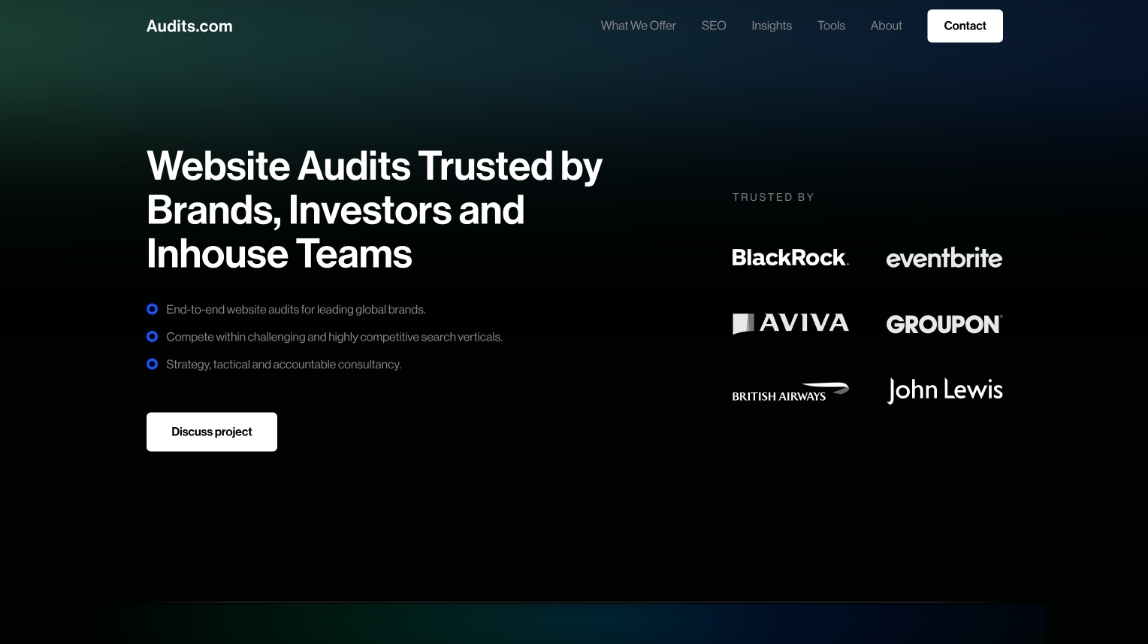 Audits.com
What We Offer
SEO
Insights
Tools
About
Contact
Website Audits Trusted by
Brands, Investors and
Inhouse Teams
End-to-end website audits for leading global brands.
Compete within challenging and highly competitive search verticals.
Strategy, tactical and accountable consultancy.
Discuss project
TRUSTED BY
BlackRock.
eventbrite
AVIVA
GROUPON
BRITISH AIRWAYS
John Lewis